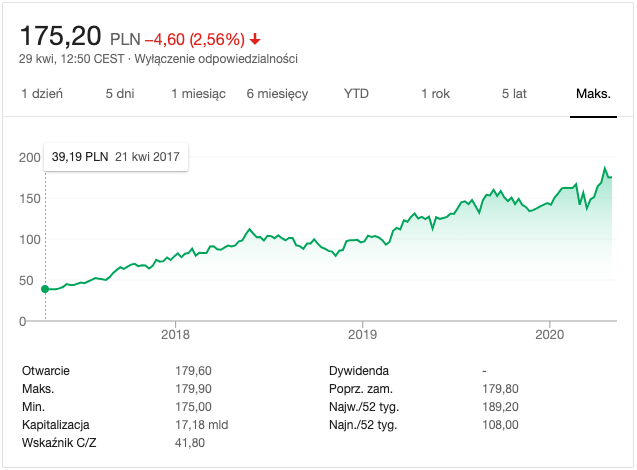 175,20 PLN −4,60 (2,56%) ↓
29 kwi, 12:50 CEST · Wyłączenie odpowiedzialności
1 dzień 5 dni 1 miesiąc 6 miesięcy YTD 1 rok 5 lat Maks.
39,19 PLN 21 kwi 2017
200
150
100
50
0
2018 2019 2020
Otwarcie 179,60 Dywidenda -
Maks. 179,90 Poprz. zam. 179,80
Min. 175,00 Najw./52 tyg. 189,20
Kapitalizacja 17,18 mld Najn./52 tyg. 108,00
Wskaźnik C/Z 41,80